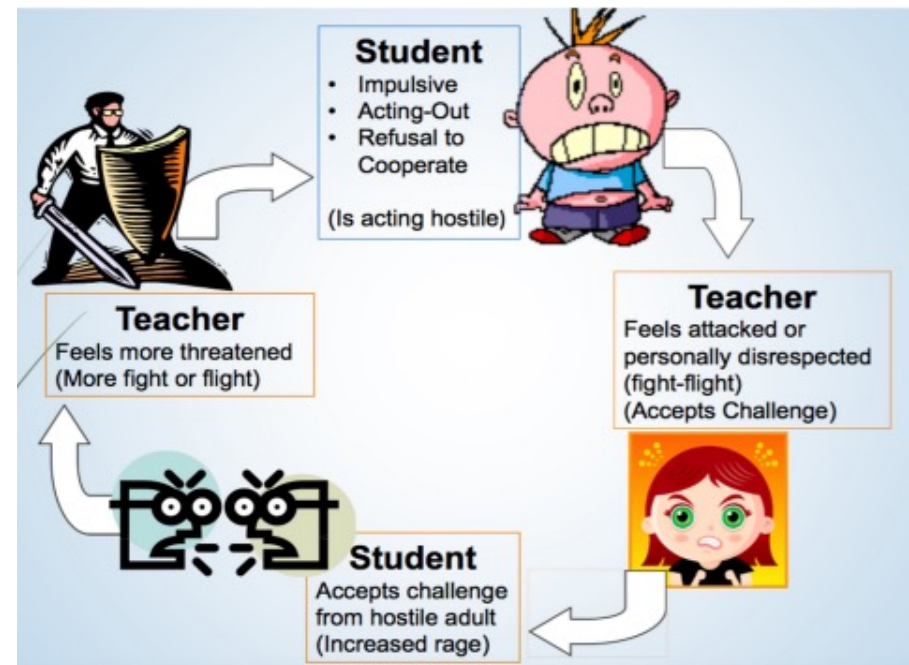 Student
• Impulsive
• Acting-Out
• Refusal to
Cooperate
(Is acting hostile)
Teacher
Feels attacked or
personally disrespected
(fight-flight)
(Accepts Challenge)
Student
Accepts challenge
from hostile adult
(Increased rage)
Teacher
Feels more threatened
(More fight or flight)